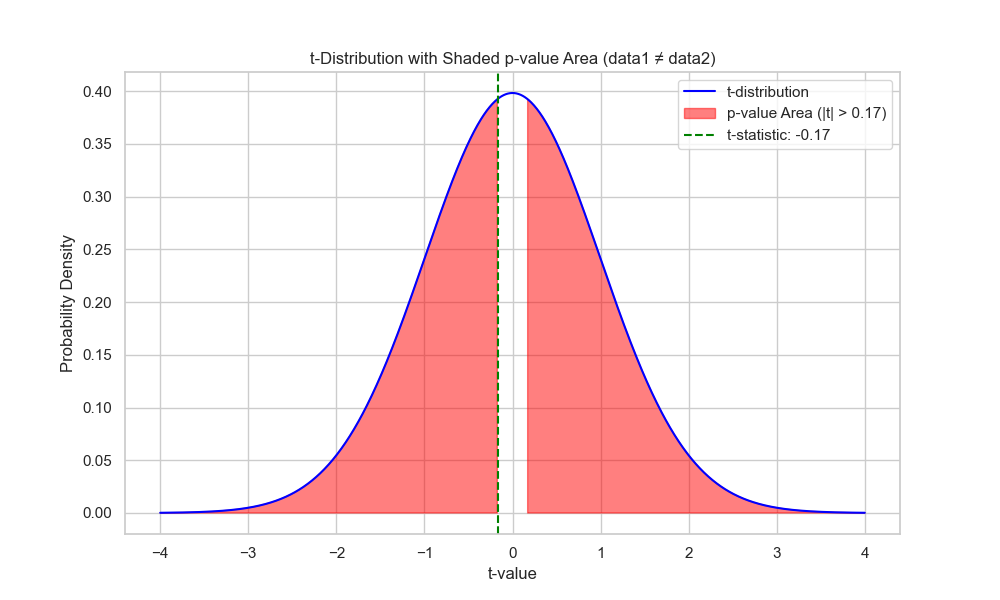 t-Distribution with Shaded p-value Area (data1 ≠ data2)
t-distribution
p-value Area (|t| > 0.17)
t-statistic: -0.17
Probability Density
0.40
0.35
0.30
0.25
0.20
0.15
0.10
0.05
0.00
−4 −3 −2 −1 0 1 2 3 4
t-value